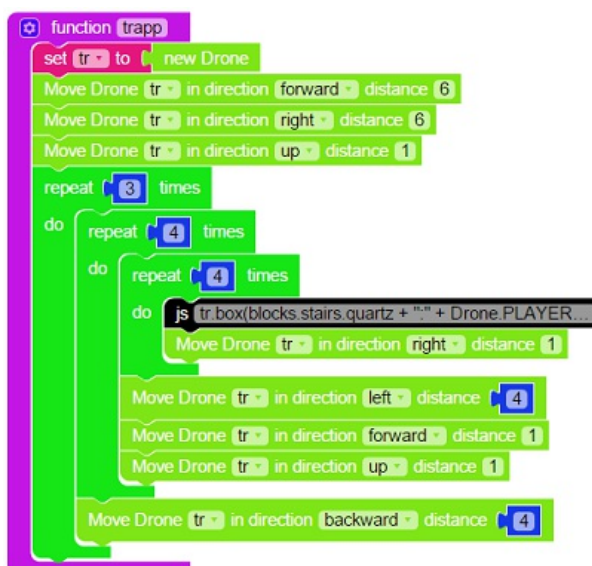 function trapp
set tr to new Drone
Move Drone tr in direction forward distance 6
Move Drone tr in direction right distance 6
Move Drone tr in direction up distance 1
repeat 3 times
do repeat 4 times
do repeat 4 times
do js tr.box(blocks.stairs.quartz + ":" + Drone.PLAYER...
Move Drone tr in direction right distance 1
Move Drone tr in direction left distance 4
Move Drone tr in direction forward distance 1
Move Drone tr in direction up distance 1
Move Drone tr in direction backward distance 4